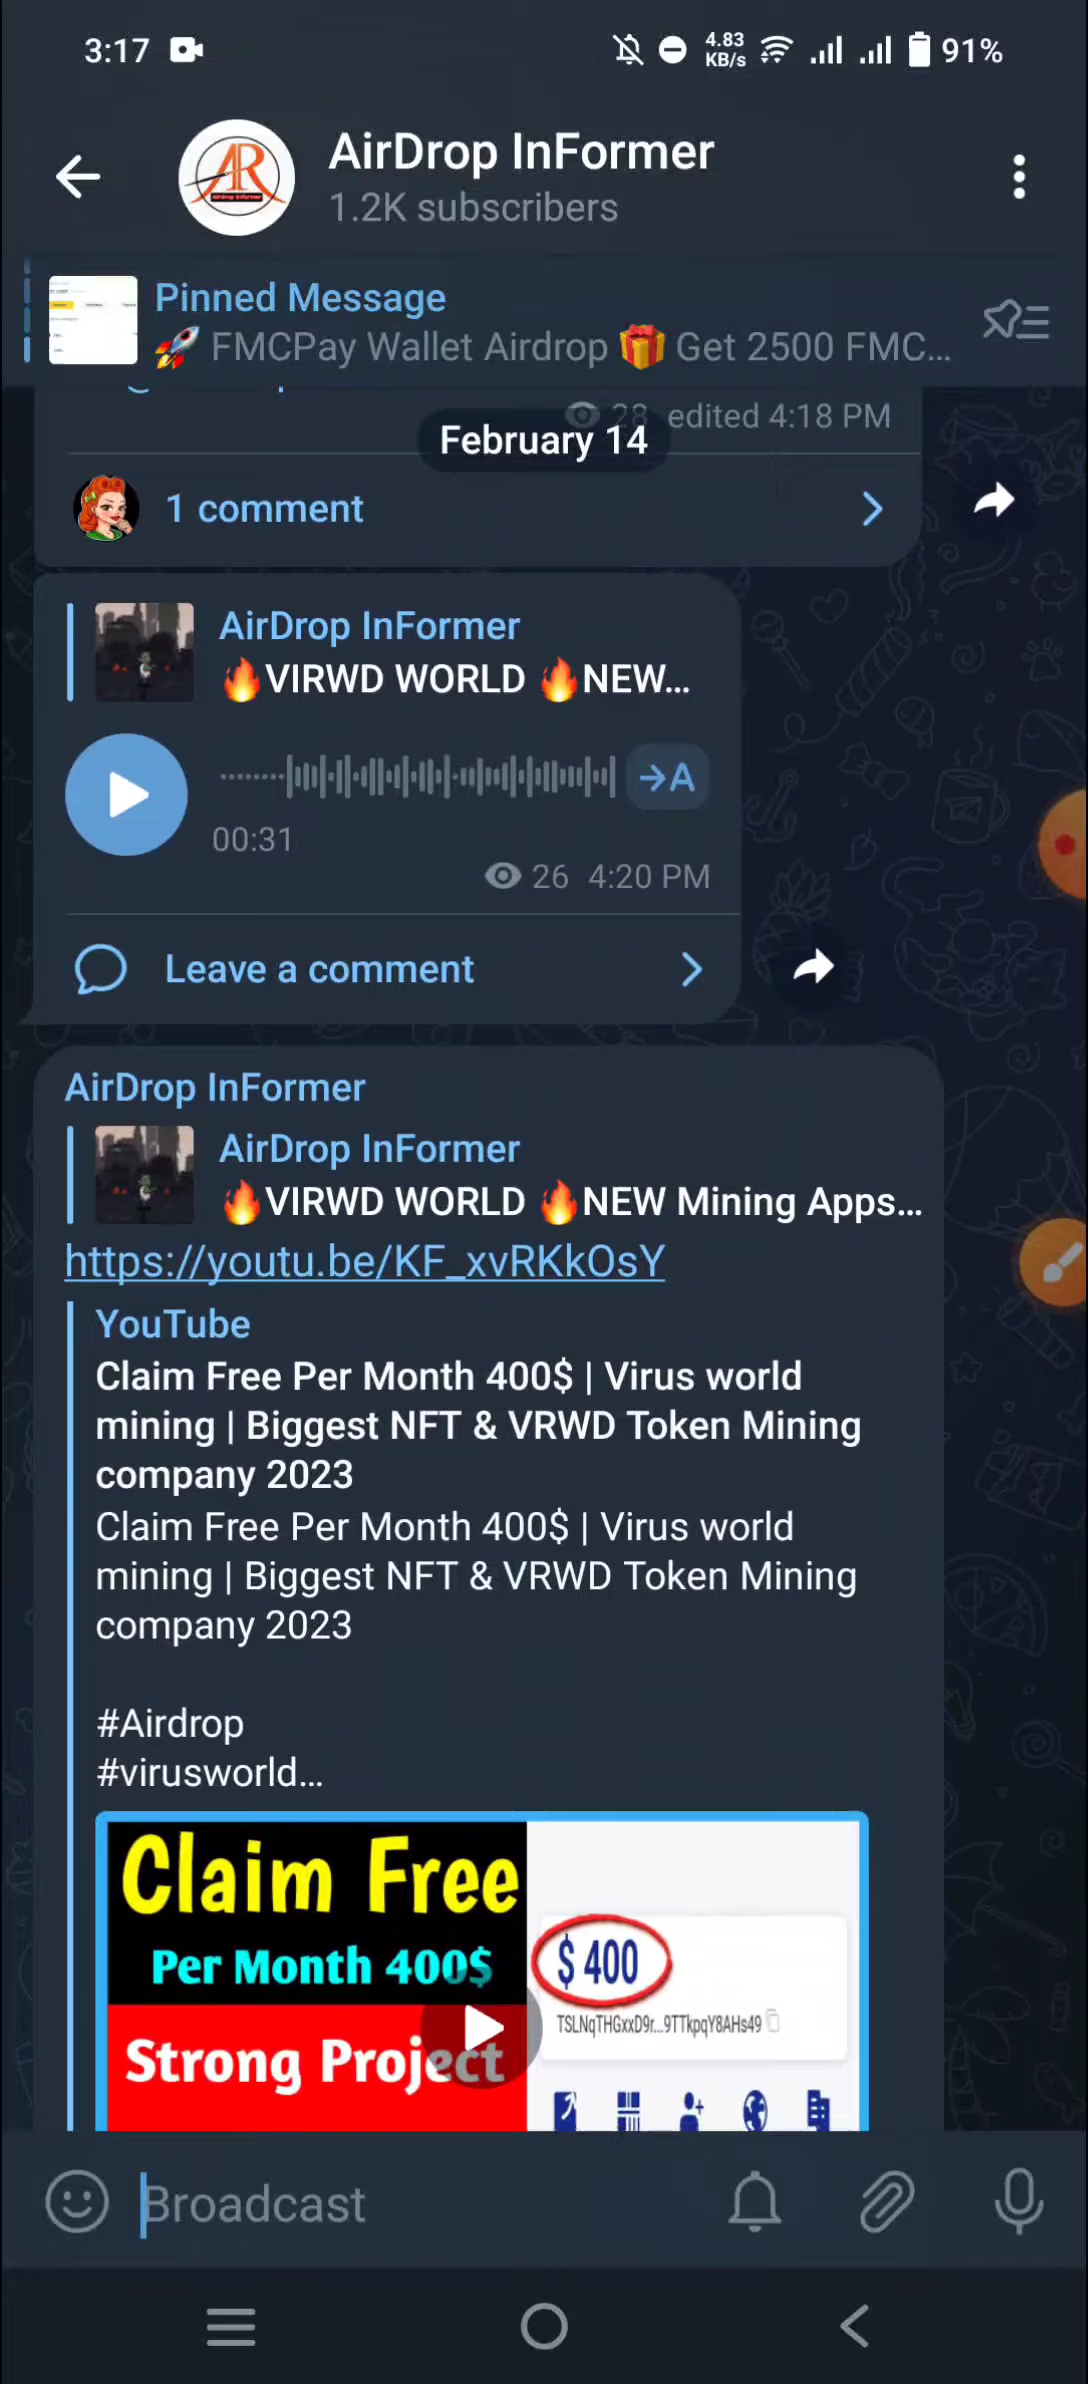 3:17
4.83
KB/s
91%
AirDrop InFormer
1.2K subscribers
Pinned Message
🚀 FMCPay Wallet Airdrop 🎁 Get 2500 FMC...
28 edited 4:18 PM
February 14
1 comment
AirDrop InFormer
🔥VIRWD WORLD 🔥NEW...
→A
00:31
26 4:20 PM
Leave a comment
AirDrop InFormer
AirDrop InFormer
🔥VIRWD WORLD 🔥NEW Mining Apps...
https://youtu.be/KF_xvRKkOsY
YouTube
Claim Free Per Month 400$ | Virus world
mining | Biggest NFT & VRWD Token Mining
company 2023
Claim Free Per Month 400$ | Virus world
mining | Biggest NFT & VRWD Token Mining
company 2023
#Airdrop
#virusworld...
Claim Free
Per Month 400$
Strong Project
$ 400
TSLNqTHGxxD9r...9TTkpqY8AHs49
Broadcast